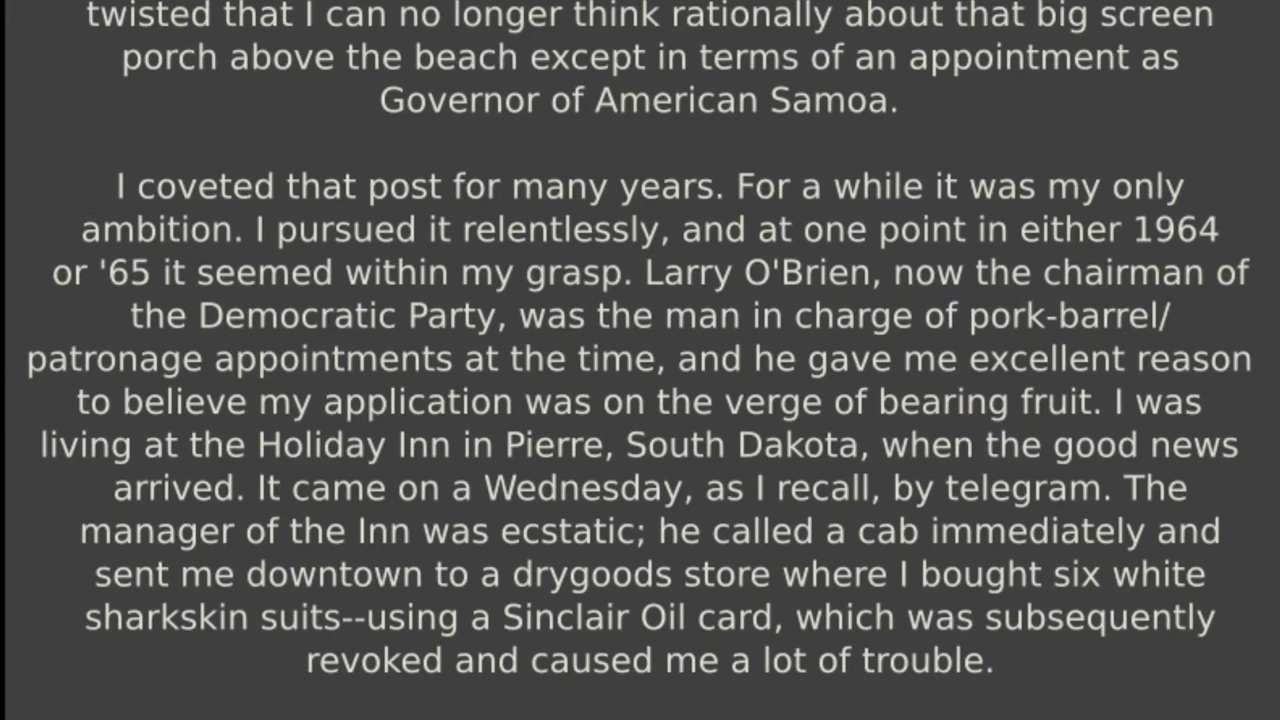 twisted that I can no longer think rationally about that big screen
porch above the beach except in terms of an appointment as
Governor of American Samoa.
I coveted that post for many years. For a while it was my only
ambition. I pursued it relentlessly, and at one point in either 1964
or '65 it seemed within my grasp. Larry O'Brien, now the chairman of
the Democratic Party, was the man in charge of pork-barrel/
patronage appointments at the time, and he gave me excellent reason
to believe my application was on the verge of bearing fruit. I was
living at the Holiday Inn in Pierre, South Dakota, when the good news
arrived. It came on a Wednesday, as I recall, by telegram. The
manager of the Inn was ecstatic; he called a cab immediately and
sent me downtown to a drygoods store where I bought six white
sharkskin suits--using a Sinclair Oil card, which was subsequently
revoked and caused me a lot of trouble.